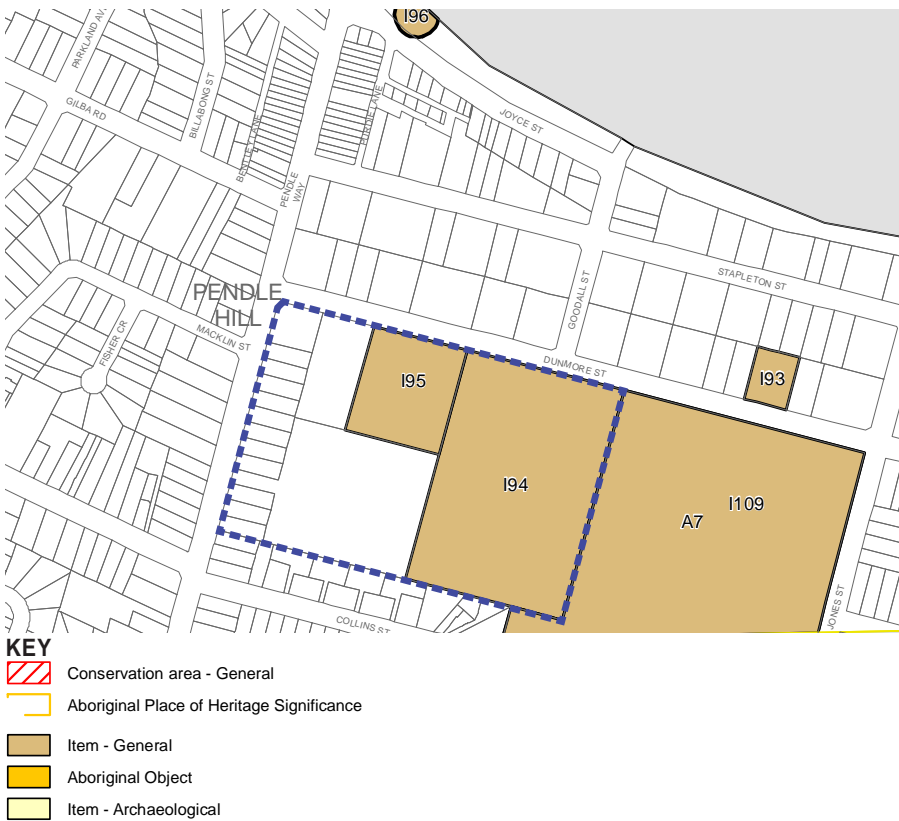 I96
PARKLAND AV
JOYCE ST
BILLABONG ST
GILBA RD
PURDIE LANE
BENTLEY LANE
PENDLE
WAY
STAPLETON ST
GOODALL ST
PENDLE
HILL
MACKLIN ST
FISHER CR
DUNMORE ST
I95
I93
I94
I109
A7
JONES ST
COLLINS ST
KEY
Conservation area - General
Aboriginal Place of Heritage Significance
Item - General
Aboriginal Object
Item - Archaeological